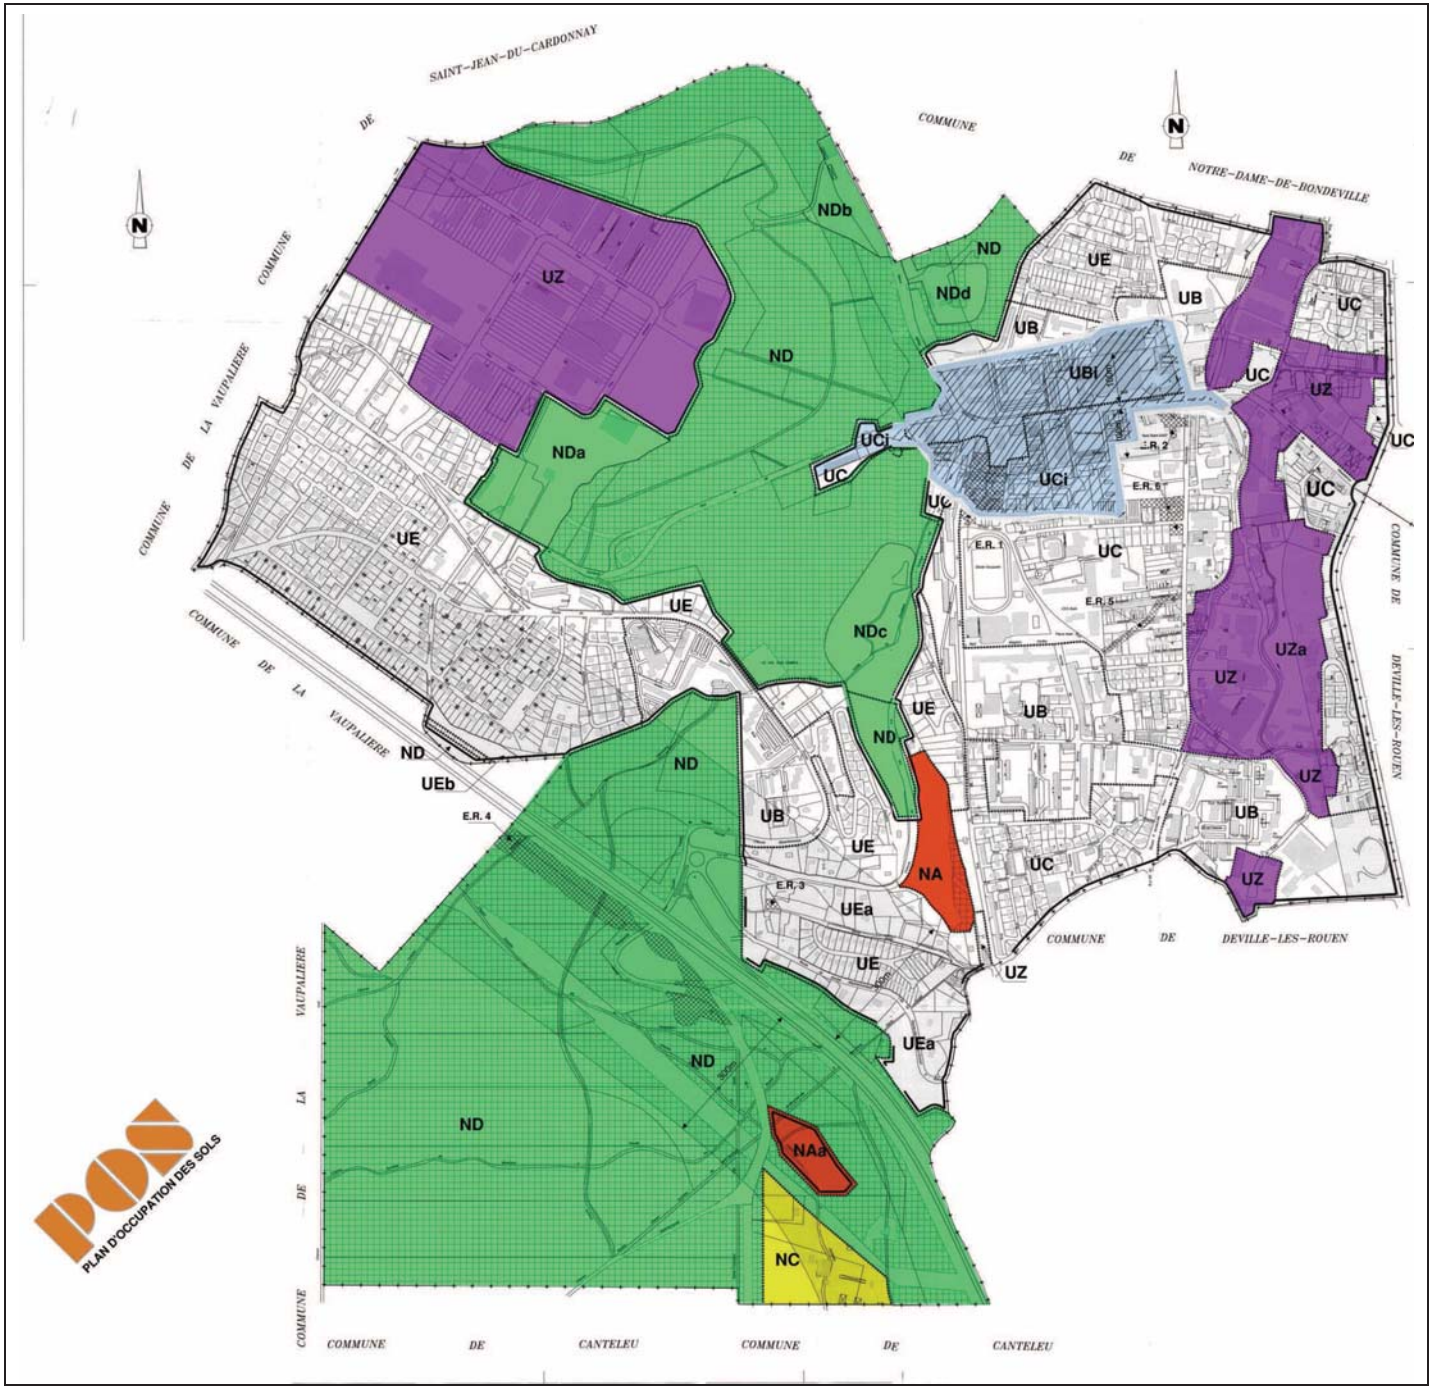 SAINT-JEAN-DU-CARDONNAY
DE
COMMUNE
COMMUNE
DE
NOTRE-DAME-DE-BONDEVILLE
N
N
NDb
ND
UE
NDd
UZ
UB
UC
UB
ND
UBi
UC
UZ
COMMUNE
DE LA VAUPALIERE
UCi
UC
NDa
E.R. 2
UC
UCi
UC
UC
E.R. 6
COMMUNE
UE
E.R. 1
UC
COMMUNE DE
DEVILLE-LES-ROUEN
UE
E.R. 5
NDc
UZa
UZ
COMMUNE
DE
LA
VAUPALIERE
UE
UB
ND
ND
ND
UEb
UZ
UB
UB
E.R. 4
UE
UC
NA
UZ
E.R. 3
UEa
COMMUNE
DE
DEVILLE-LES-ROUEN
UE
UZ
UEa
ND
300m
ND
NAa
NC
COMMUNE
DE
LA
VAUPALIERE
POS
PLAN D'OCCUPATION DES SOLS
COMMUNE
DE
CANTELEU
COMMUNE
DE
CANTELEU